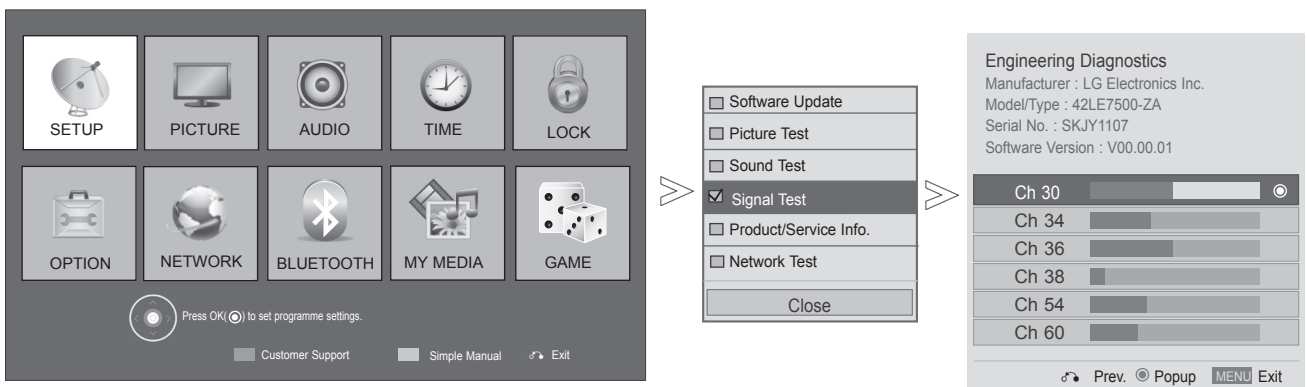 SETUP
PICTURE
AUDIO
TIME
LOCK
OPTION
NETWORK
BLUETOOTH
MY MEDIA
GAME
Press OK(◉) to set programme settings.
Customer Support
Simple Manual
Exit
Software Update
Picture Test
Sound Test
Signal Test
Product/Service Info.
Network Test
Close
Engineering Diagnostics
Manufacturer : LG Electronics Inc.
Model/Type : 42LE7500-ZA
Serial No. : SKJY1107
Software Version : V00.00.01
Ch 30
Ch 34
Ch 36
Ch 38
Ch 54
Ch 60
Prev. ◉ Popup MENU Exit